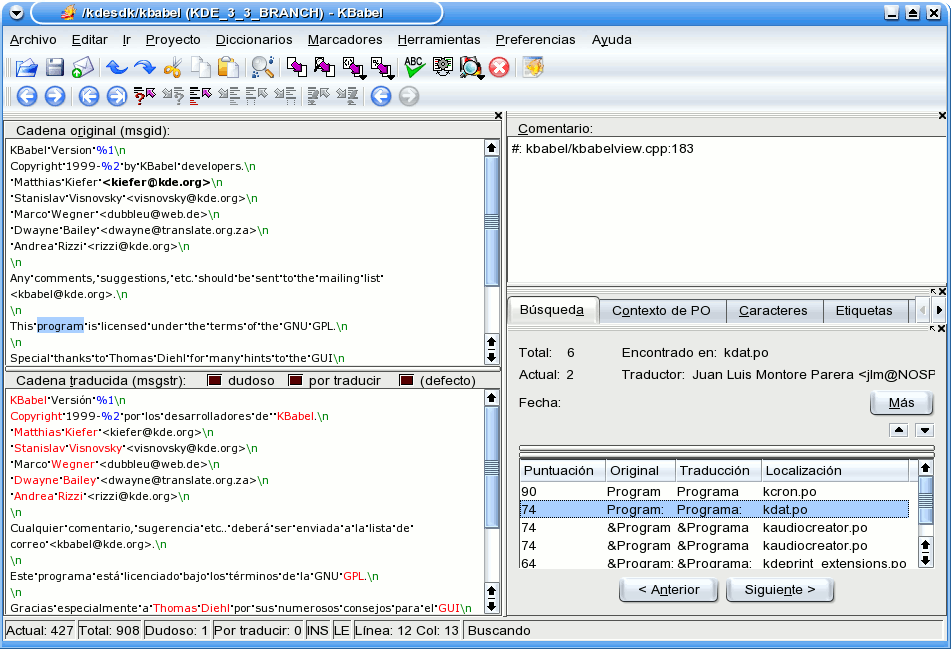 /kdesdk/kbabel (KDE_3_3_BRANCH) - KBabel
Archivo Editar Ir Proyecto Diccionarios Marcadores Herramientas Preferencias Ayuda
ABC
Cadena original (msgid):
KBabel·Version·%1\n
Copyright·1999-%2·by·KBabel·developers.\n
·Matthias·Kiefer·<kiefer@kde.org>\n
·Stanislav·Visnovsky·<visnovsky@kde.org>\n
·Marco·Wegner·<dubbleu@web.de>\n
·Dwayne·Bailey·<dwayne@translate.org.za>\n
·Andrea·Rizzi·<rizzi@kde.org>\n
\n
Any·comments,·suggestions,·etc.·should·be·sent·to·the·mailing·list·
<kbabel@kde.org>.\n
\n
This·program·is·licensed·under·the·terms·of·the·GNU·GPL.\n
\n
Special·thanks·to·Thomas·Diehl·for·many·hints·to·the·GUI\n
Cadena traducida (msgstr): dudoso por traducir (defecto)
KBabel·Versión·%1\n
Copyright·1999-%2·por·los·desarrolladores·de··KBabel.\n
·Matthias·Kiefer·<kiefer@kde.org>\n
·Stanislav·Visnovsky·<visnovsky@kde.org>\n
·Marco·Wegner·<dubbleu@web.de>\n
·Dwayne·Bailey·<dwayne@translate.org.za>\n
·Andrea·Rizzi·<rizzi@kde.org>\n
\n
Cualquier·comentario,·sugerencia·etc..·deberá·ser·enviada·a·la·lista·de·
correo·<kbabel@kde.org>.\n
\n
Este·programa·está·licenciado·bajo·los·términos·de·la·GNU·GPL.\n
\n
Gracias·especialmente·a·Thomas·Diehl·por·sus·numerosos·consejos·para·el·GUI\n
Comentario:
#: kbabel/kbabelview.cpp:183
Búsqueda Contexto de PO Caracteres Etiquetas
Total: 6 Encontrado en: kdat.po
Actual: 2 Traductor: Juan Luis Montore Parera <jlm@NOSP
Fecha: Más
Puntuación Original Traducción Localización
90 Program Programa kcron.po
74 Program: Programa: kdat.po
74 &Program &Programa kaudiocreator.po
74 &Program &Programa kaudiocreator.po
64 &Program: &Programa: kdeprint_extensions.po
< Anterior Siguiente >
Actual: 427 Total: 908 Dudoso: 1 Por traducir: 0 INS LE Línea: 12 Col: 13 Buscando